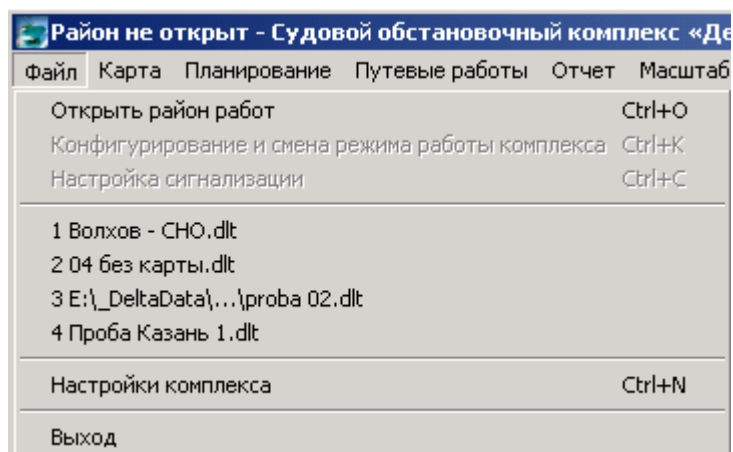 Район не открыт - Судовой обстановочный комплекс «Де
Файл Карта Планирование Путевые работы Отчет Масштаб
Открыть район работ Ctrl+O
Конфигурирование и смена режима работы комплекса Ctrl+K
Настройка сигнализации Ctrl+C
1 Волхов - СНО.dlt
2 04 без карты.dlt
3 E:\_DeltaData\...\proba 02.dlt
4 Проба Казань 1.dlt
Настройки комплекса Ctrl+N
Выход